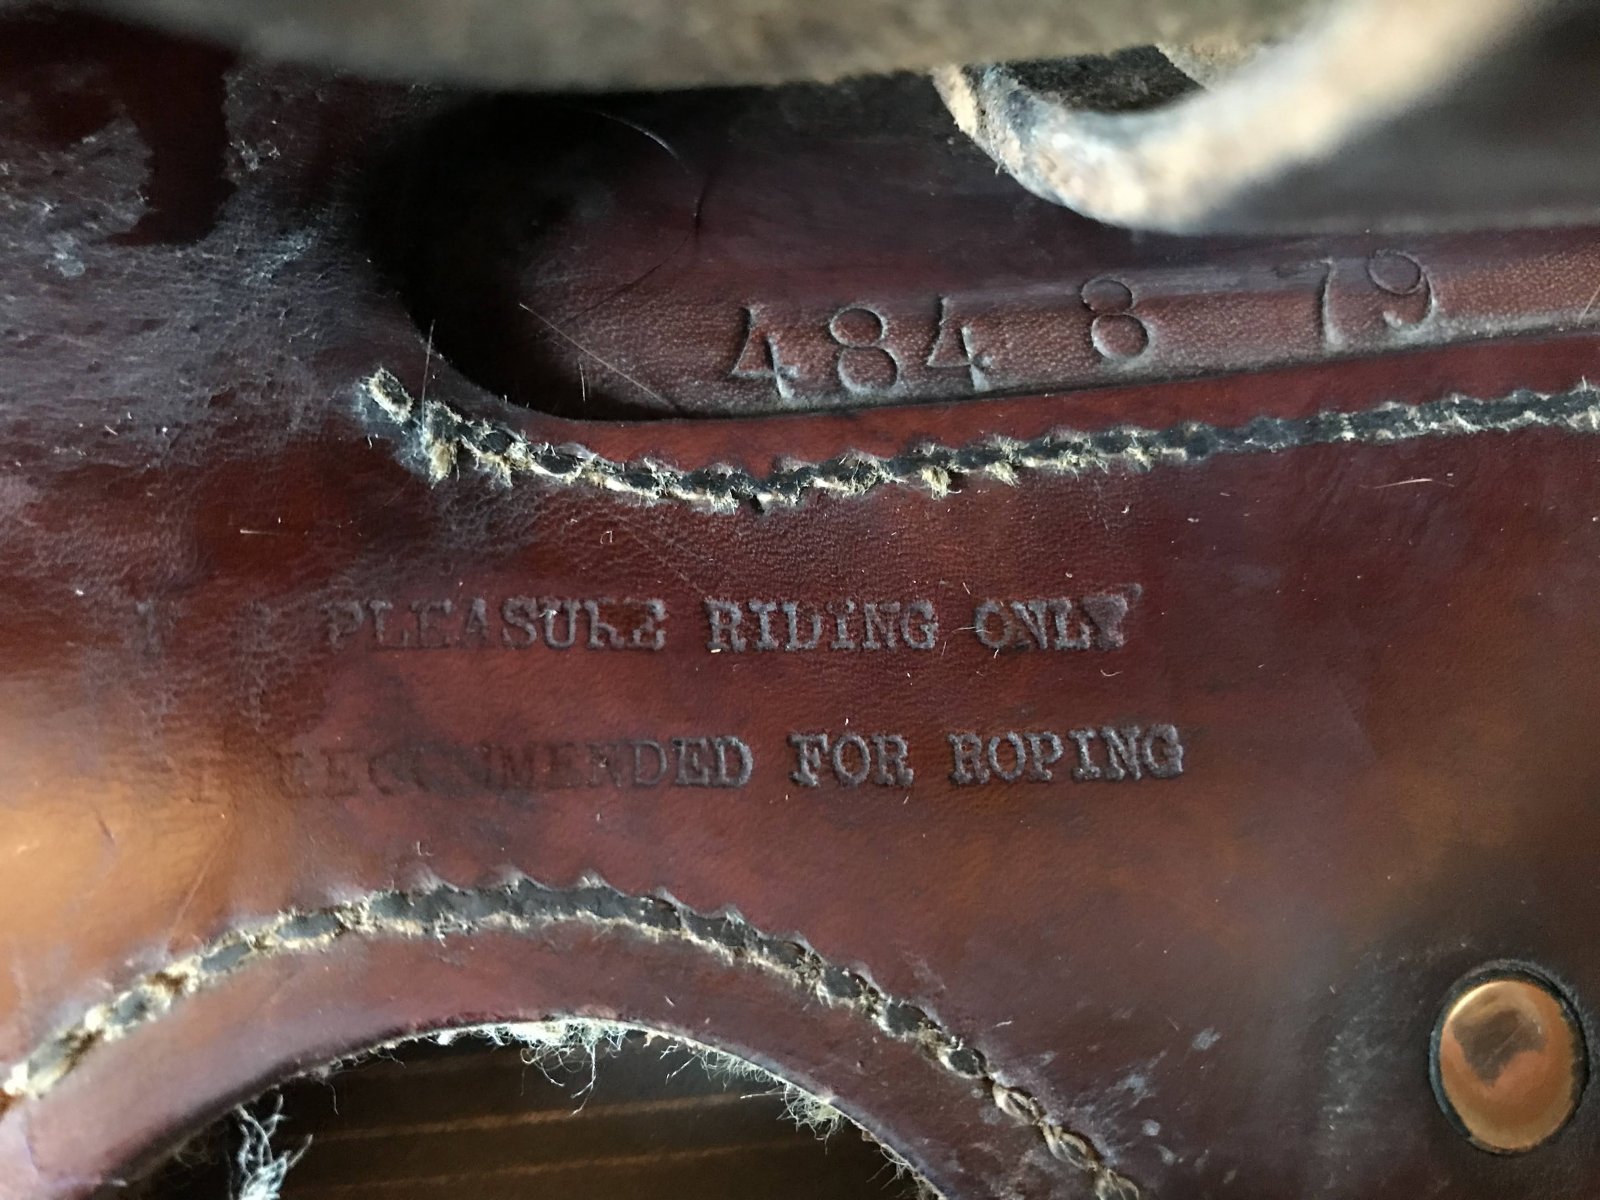 484 8 79
PLEASURE RIDING ONLY
RECOMMENDED FOR ROPING